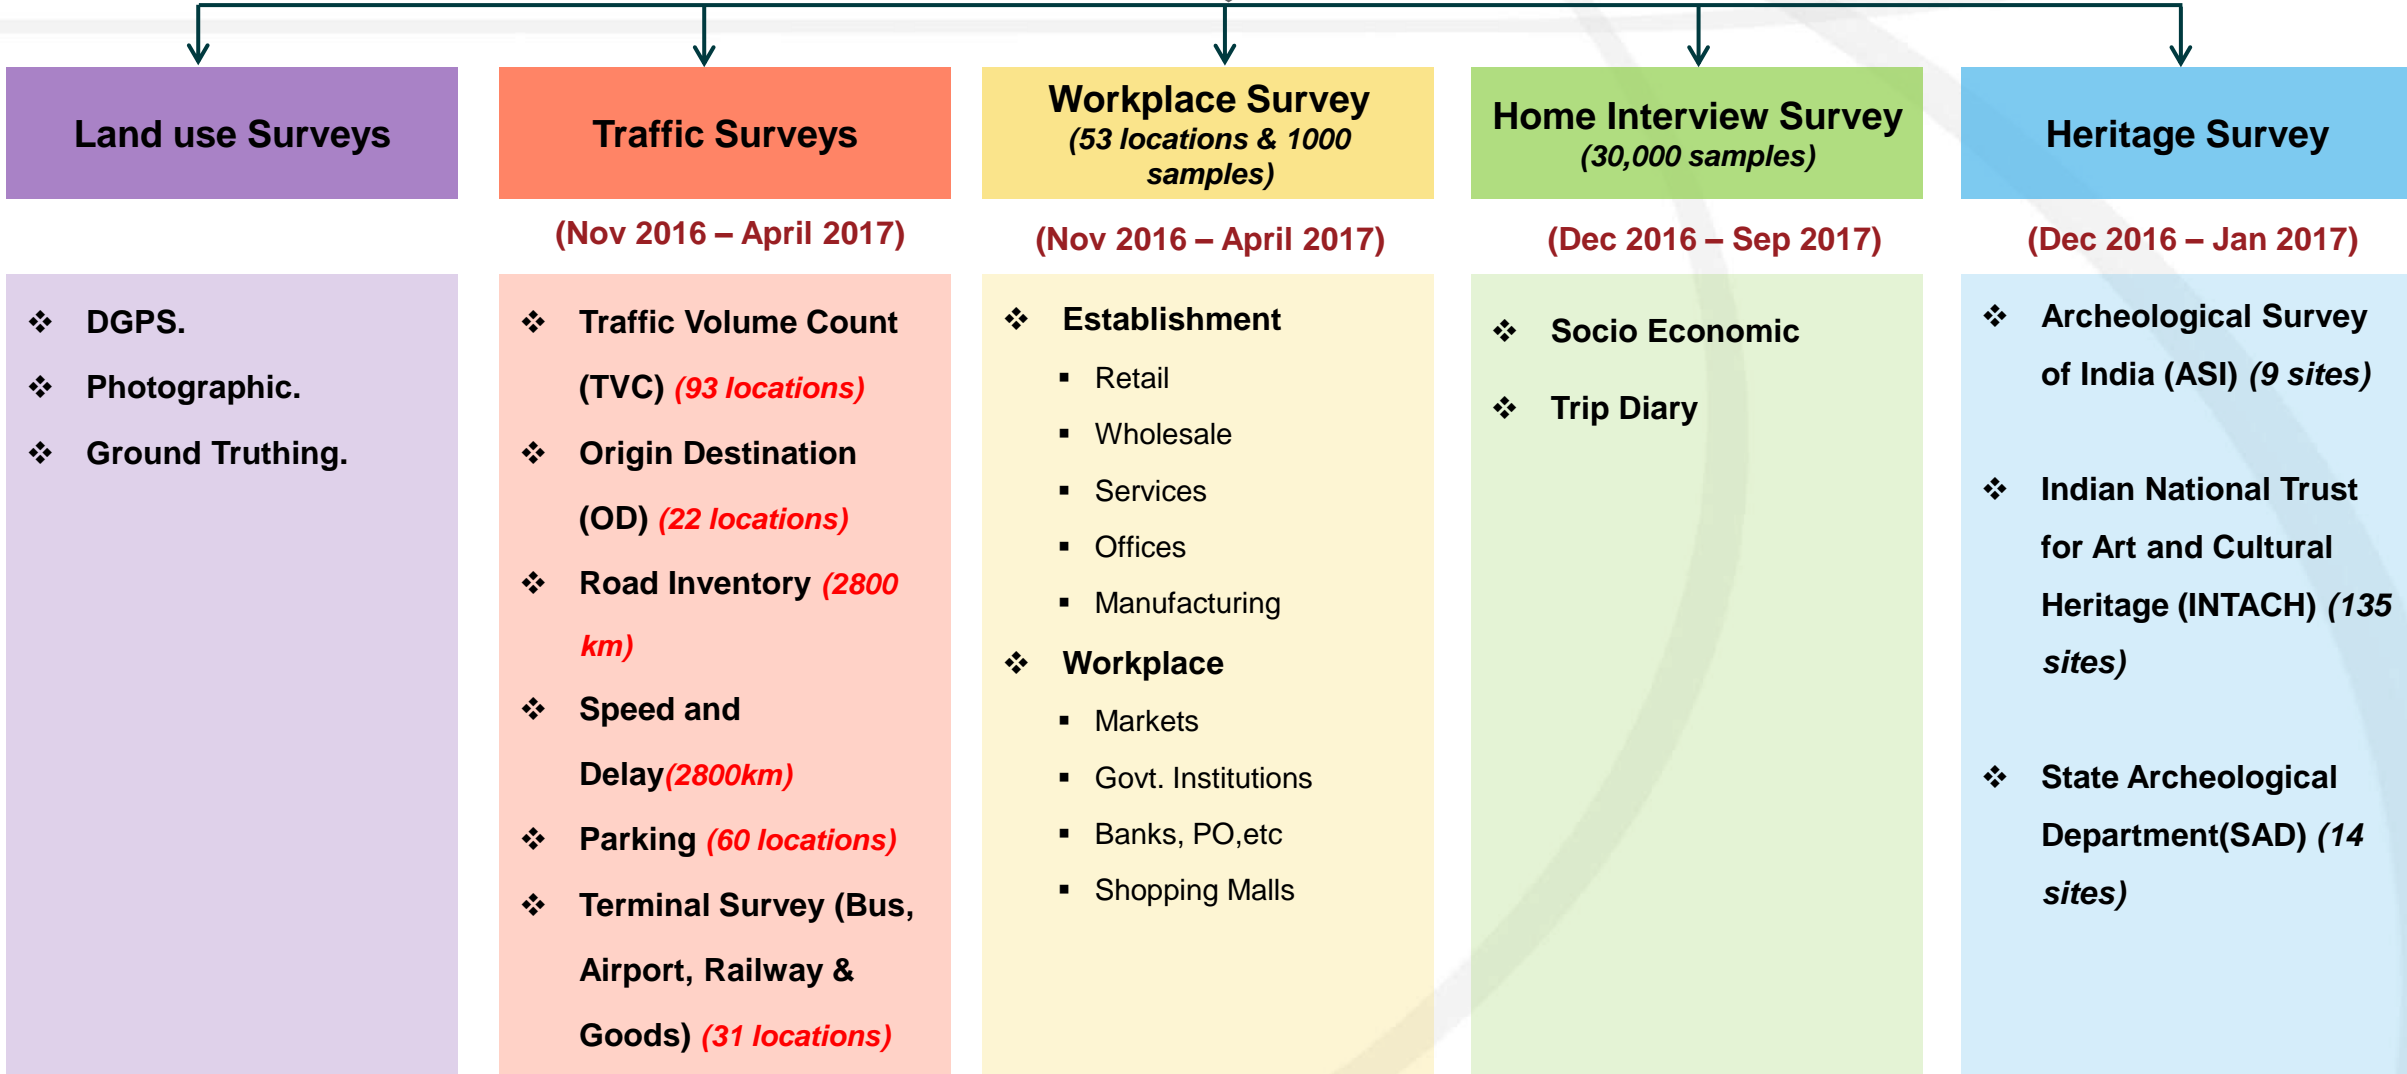 Land use Surveys
DGPS.
Photographic.
Ground Truthing.
Traffic Surveys
(Nov 2016 – April 2017)
Traffic Volume Count
(TVC) (93 locations)
Origin Destination
(OD) (22 locations)
Road Inventory (2800
km)
Speed and
Delay(2800km)
Parking (60 locations)
Terminal Survey (Bus,
Airport, Railway &
Goods) (31 locations)
Workplace Survey
(53 locations & 1000
samples)
(Nov 2016 – April 2017)
Establishment
Retail
Wholesale
Services
Offices
Manufacturing
Workplace
Markets
Govt. Institutions
Banks, PO,etc
Shopping Malls
Home Interview Survey
(30,000 samples)
(Dec 2016 – Sep 2017)
Socio Economic
Trip Diary
Heritage Survey
(Dec 2016 – Jan 2017)
Archeological Survey
of India (ASI) (9 sites)
Indian National Trust
for Art and Cultural
Heritage (INTACH) (135
sites)
State Archeological
Department(SAD) (14
sites)